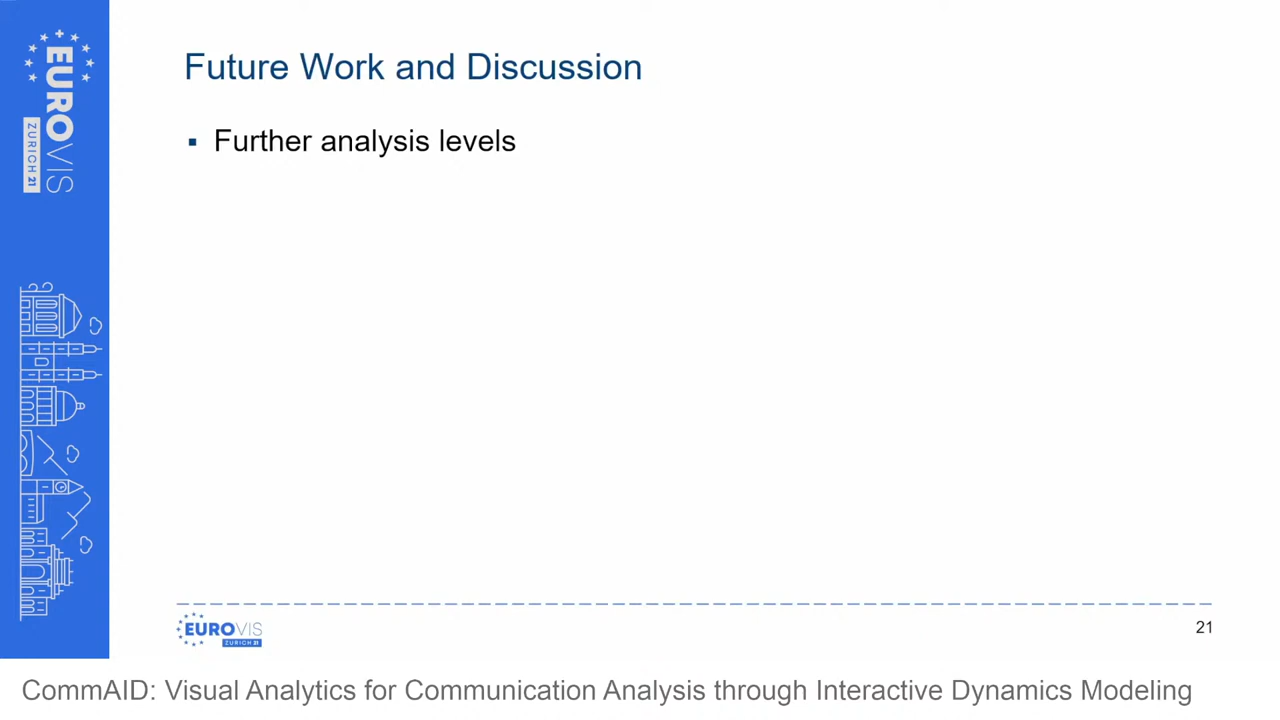 EUROVIS
ZURICH 21
Future Work and Discussion
▪ Further analysis levels
EUROVIS
ZURICH 21
21
CommAID: Visual Analytics for Communication Analysis through Interactive Dynamics Modeling